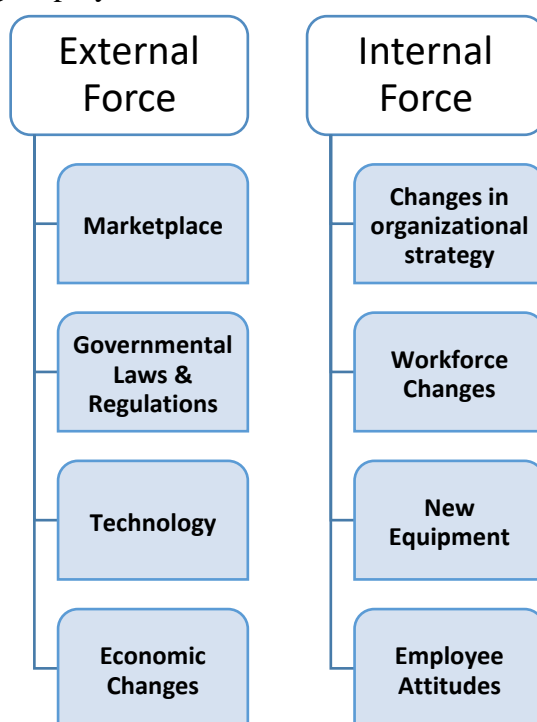 External
Force
Marketplace
Governmental
Laws &
Regulations
Technology
Economic
Changes
Internal
Force
Changes in
organizational
strategy
Workforce
Changes
New
Equipment
Employee
Attitudes